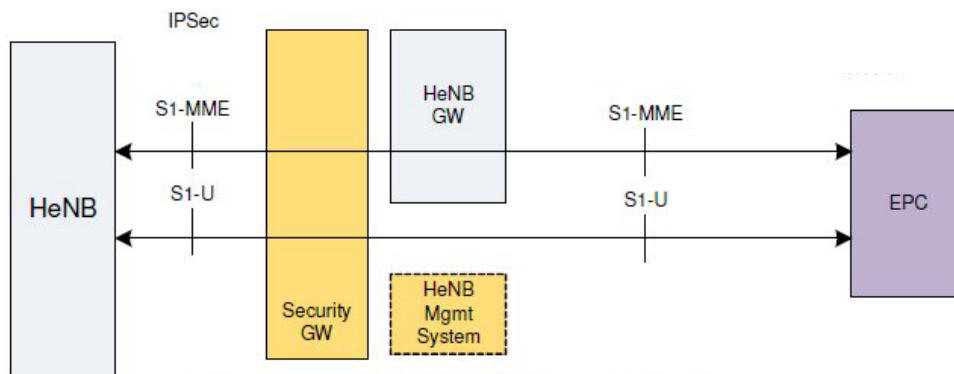 IPSec
S1-MME
HeNB
GW
S1-MME
S1-U
S1-U
HeNB
EPC
Security
GW
HeNB
Mgmt
System